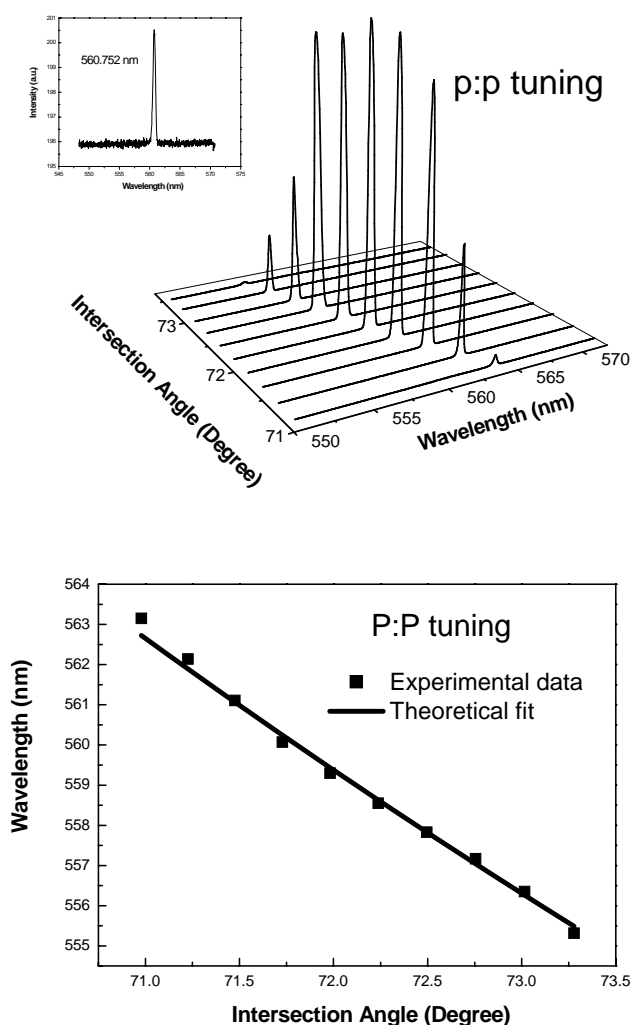 201
200
199
198
197
196
195
545 550 555 560 565 570 575
Intensity (a.u.)
Wavelength (nm)
560.752 nm
p:p tuning
73
72
71
Intersection Angle (Degree)
550 555 560 565 570
Wavelength (nm)
564
563
562
561
560
559
558
557
556
555
Wavelength (nm)
P:P tuning
Experimental data
Theoretical fit
71.0 71.5 72.0 72.5 73.0 73.5
Intersection Angle (Degree)